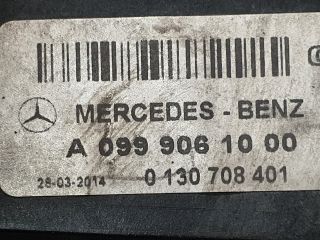 MERCEDES - BENZ
A 099 906 10 00
28-03-2014 0 130 708 401